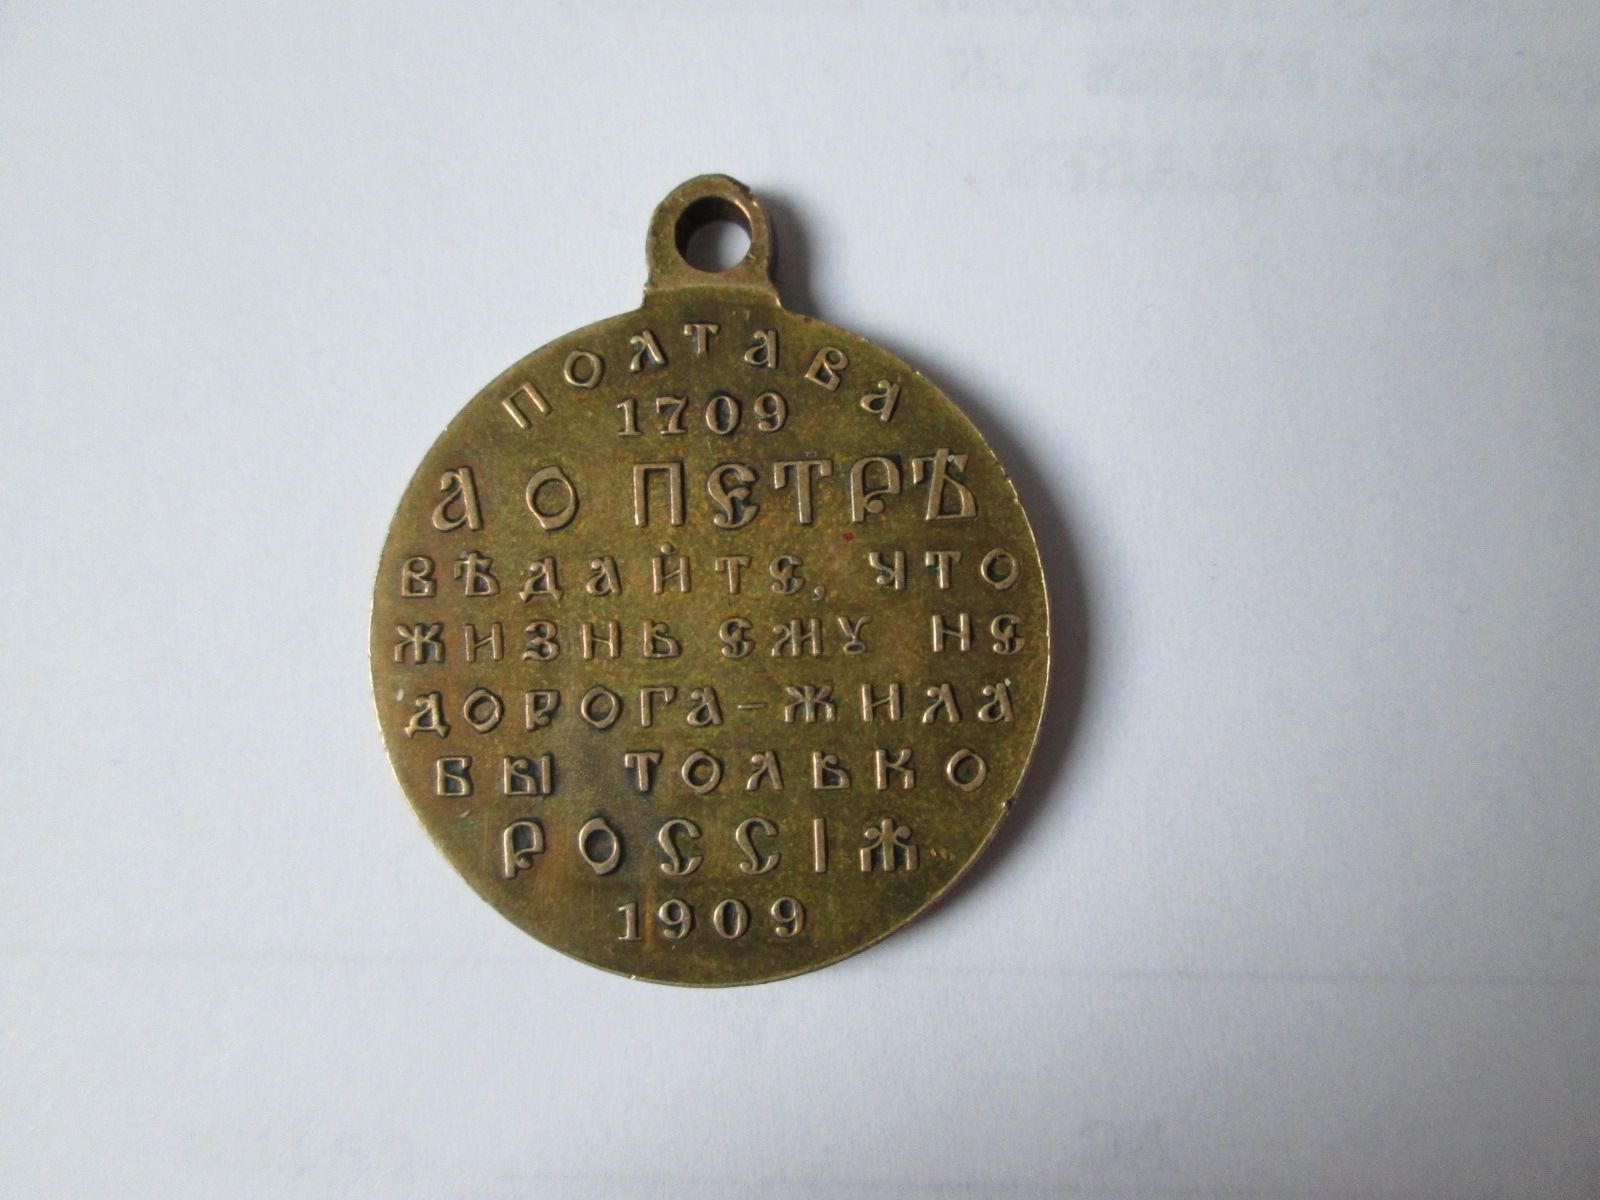 ПОЛТАВА
1709
А О ПЕТРѢ
ВѢДАЙТЕ, ЧТО
ЖИЗНЬ ЕМУ НЕ
ДОРОГА-ЖИЛА
БЫ ТОЛЬКО
РОССІЯ
1909